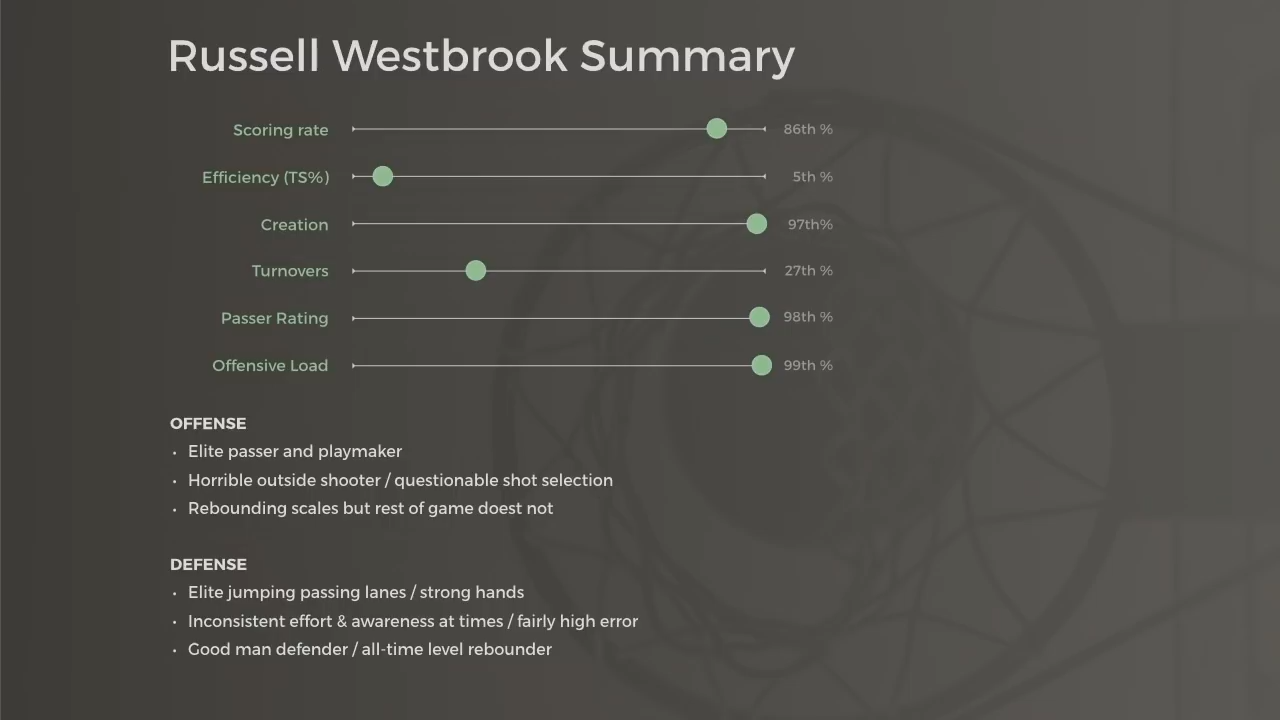 Russell Westbrook Summary
Scoring rate 86th %
Efficiency (TS%) 5th %
Creation 97th%
Turnovers 27th %
Passer Rating 98th %
Offensive Load 99th %
OFFENSE
• Elite passer and playmaker
• Horrible outside shooter / questionable shot selection
• Rebounding scales but rest of game doest not
DEFENSE
• Elite jumping passing lanes / strong hands
• Inconsistent effort & awareness at times / fairly high error
• Good man defender / all-time level rebounder